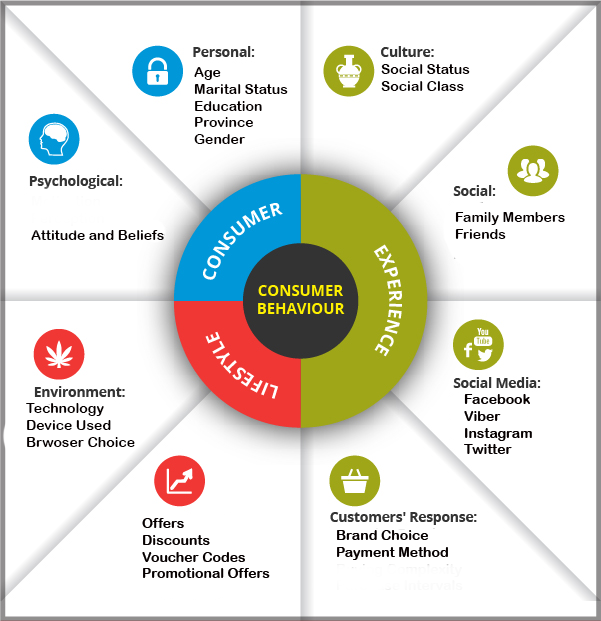 Personal:
Age
Marital Status
Education
Province
Gender
Culture:
Social Status
Social Class
Psychological:
Attitude and Beliefs
Social:
Family Members
Friends
CONSUMER
EXPERIENCE
LIFESTYLE
CONSUMER
BEHAVIOUR
Environment:
Technology
Device Used
Brwoser Choice
You
Tube
Social Media:
Facebook
Viber
Instagram
Twitter
Offers
Discounts
Voucher Codes
Promotional Offers
Customers' Response:
Brand Choice
Payment Method